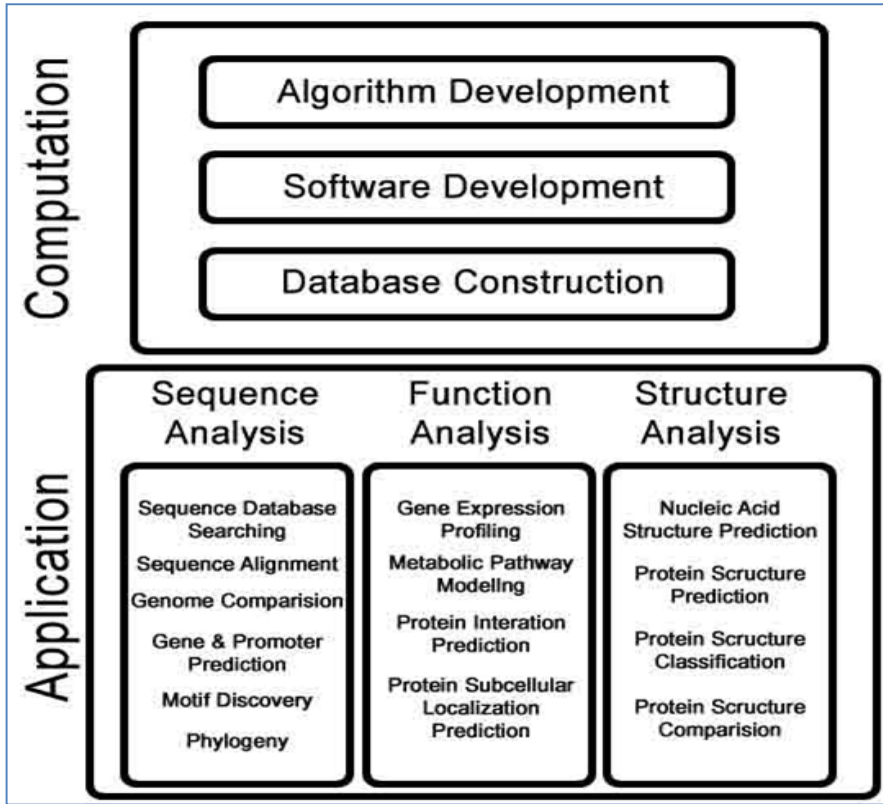 Computation
Algorithm Development
Software Development
Database Construction
Application
Sequence
Analysis
Sequence Database
Searching
Sequence Alignment
Genome Comparision
Gene & Promoter
Prediction
Motif Discovery
Phylogeny
Function
Analysis
Gene Expression
Profiling
Metabolic Pathway
Modellng
Protein Interation
Prediction
Protein Subcellular
Localization
Prediction
Structure
Analysis
Nucleic Acid
Structure Prediction
Protein Scructure
Prediction
Protein Scructure
Classification
Protein Scructure
Comparision